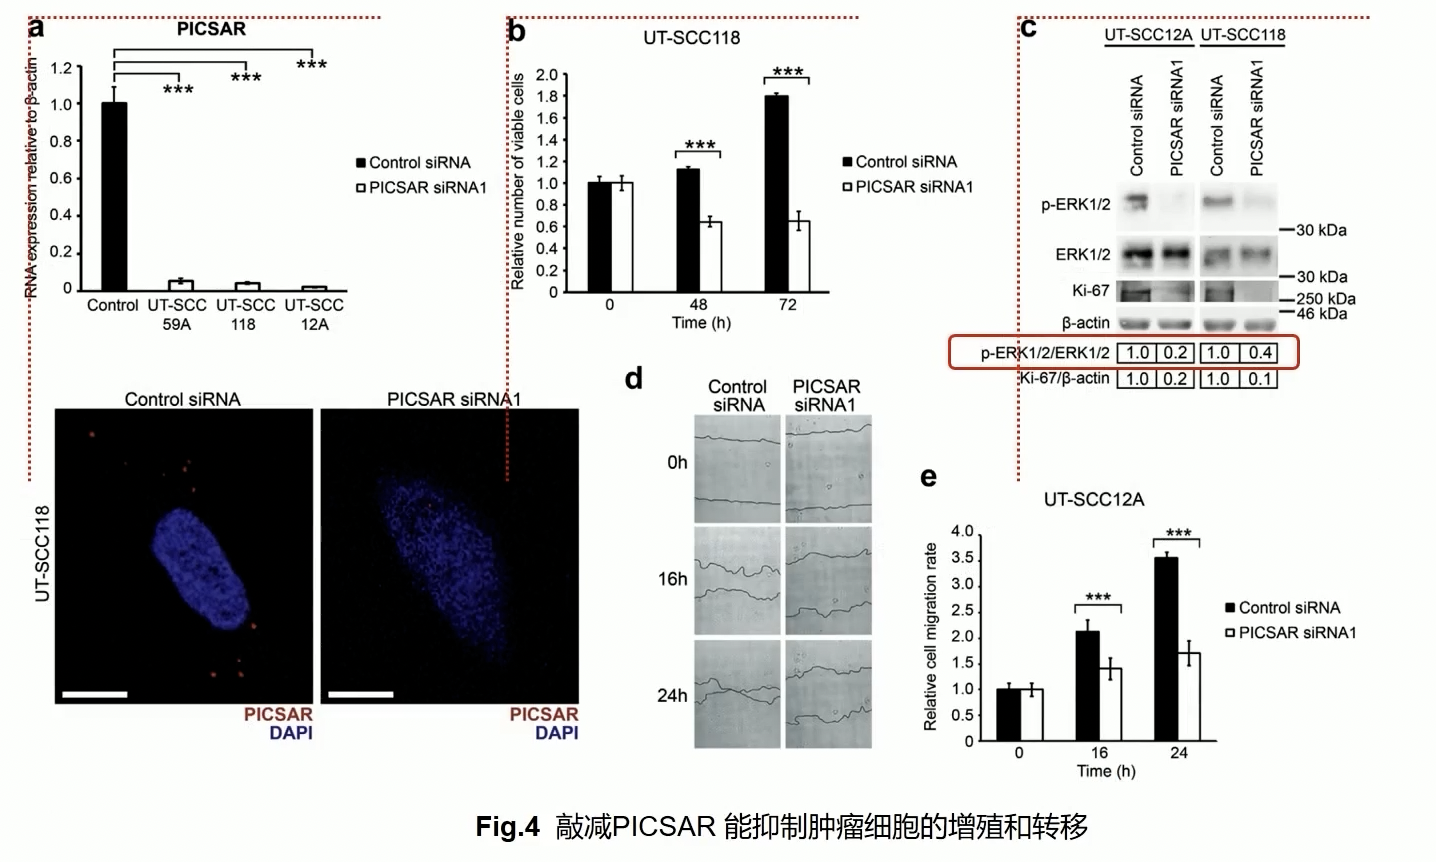 a
PICSAR
***
***
***
RNA expression relative to β-actin
1.2
1.0
0.8
0.6
0.4
0.2
0
Control
UT-SCC 59A
UT-SCC 118
UT-SCC 12A
Control siRNA
PICSAR siRNA1
Control siRNA
PICSAR siRNA1
UT-SCC118
PICSAR
DAPI
PICSAR
DAPI
b
UT-SCC118
Relative number of viable cells
2.0
1.8
1.6
1.4
1.2
1.0
0.8
0.6
0.4
0.2
0
***
***
0 48 72
Time (h)
Control siRNA
PICSAR siRNA1
c
UT-SCC12A UT-SCC118
Control siRNA
PICSAR siRNA1
Control siRNA
PICSAR siRNA1
p-ERK1/2
30 kDa
ERK1/2
30 kDa
Ki-67
250 kDa
46 kDa
β-actin
p-ERK1/2/ERK1/2 1.0 0.2 1.0 0.4
Ki-67/β-actin 1.0 0.2 1.0 0.1
d
Control siRNA
PICSAR siRNA1
0h
16h
24h
e
UT-SCC12A
Relative cell migration rate
4.0
3.5
3.0
2.5
2.0
1.5
1.0
0.5
0
***
***
0 16 24
Time (h)
Control siRNA
PICSAR siRNA1
Fig.4 敲减PICSAR 能抑制肿瘤细胞的增殖和转移